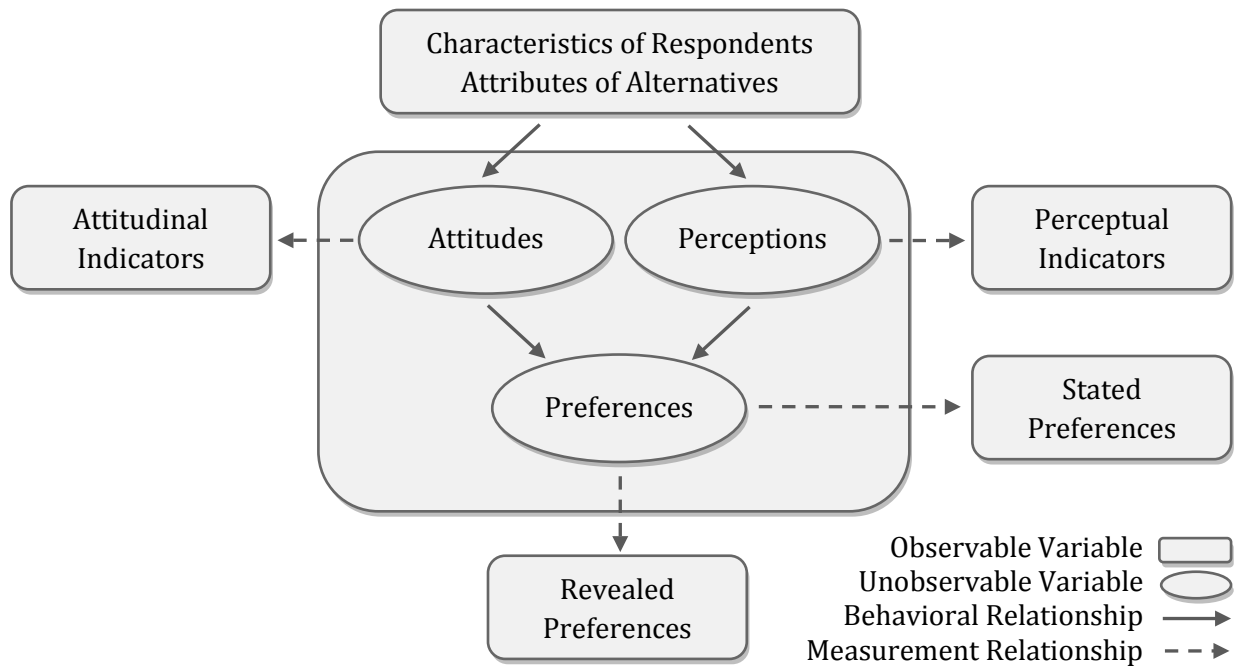 Characteristics of Respondents
Attributes of Alternatives
Attitudinal
Indicators
Attitudes
Perceptions
Perceptual
Indicators
Preferences
Stated
Preferences
Revealed
Preferences
Observable Variable
Unobservable Variable
Behavioral Relationship
Measurement Relationship